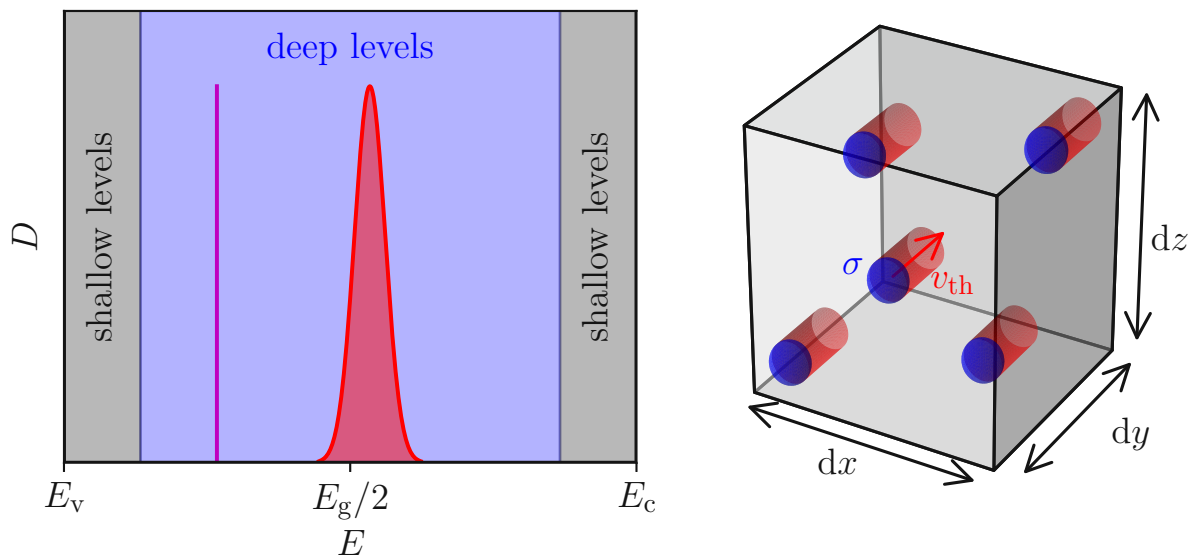 deep levels
shallow levels
shallow levels
D
E_v
E_g/2
E_c
E
σ
v_th
dz
dy
dx